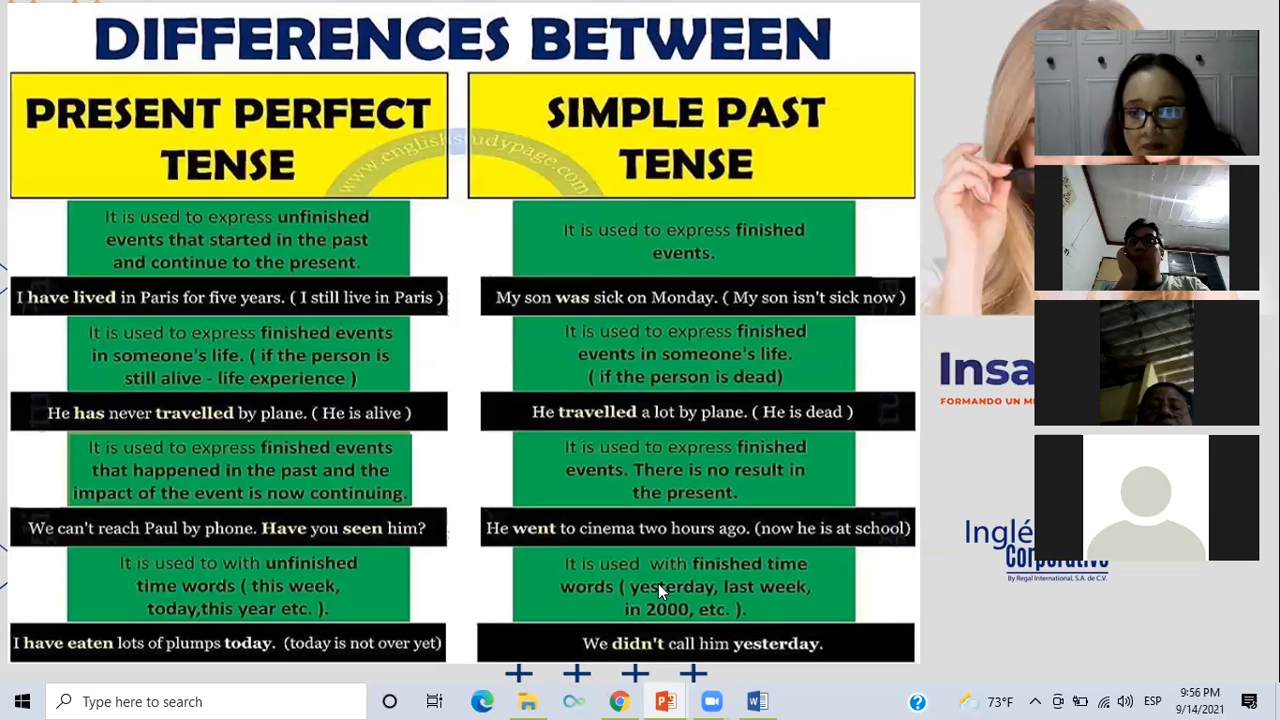 DIFFERENCES BETWEEN
PRESENT PERFECT
TENSE
SIMPLE PAST
TENSE
www.englishstudypage.com
It is used to express unfinished
events that started in the past
and continue to the present.
I have lived in Paris for five years. ( I still live in Paris )
It is used to express finished events
in someone's life. ( if the person is
still alive - life experience )
He has never travelled by plane. ( He is alive )
It is used to express finished events
that happened in the past and the
impact of the event is now continuing.
We can't reach Paul by phone. Have you seen him?
It is used to with unfinished
time words ( this week,
today,this year etc. ).
I have eaten lots of plumps today. (today is not over yet)
It is used to express finished
events.
My son was sick on Monday. ( My son isn't sick now )
It is used to express finished
events in someone's life.
( if the person is dead)
He travelled a lot by plane. ( He is dead )
It is used to express finished
events. There is no result in
the present.
He went to cinema two hours ago. (now he is at school)
It is used with finished time
words ( yesterday, last week,
in 2000, etc. ).
We didn't call him yesterday.
Insa
FORMANDO UN M
Inglé
Corporativo
By Regal International, S.A. de C.V.
Type here to search
73°F
ESP
9:56 PM
9/14/2021